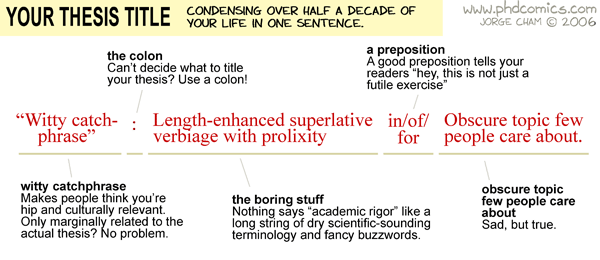 YOUR THESIS TITLE
CONDENSING OVER HALF A DECADE OF
YOUR LIFE IN ONE SENTENCE.
www.phdcomics.com
JORGE CHAM © 2006
the colon
Can't decide what to title
your thesis? Use a colon!
a preposition
A good preposition tells your
readers "hey, this is not just a
futile exercise"
"Witty catch-
phrase"
:
Length-enhanced superlative
verbiage with prolixity
in/of/
for
Obscure topic few
people care about.
witty catchphrase
Makes people think you're
hip and culturally relevant.
Only marginally related to the
actual thesis? No problem.
the boring stuff
Nothing says "academic rigor" like a
long string of dry scientific-sounding
terminology and fancy buzzwords.
obscure topic
few people care
about
Sad, but true.